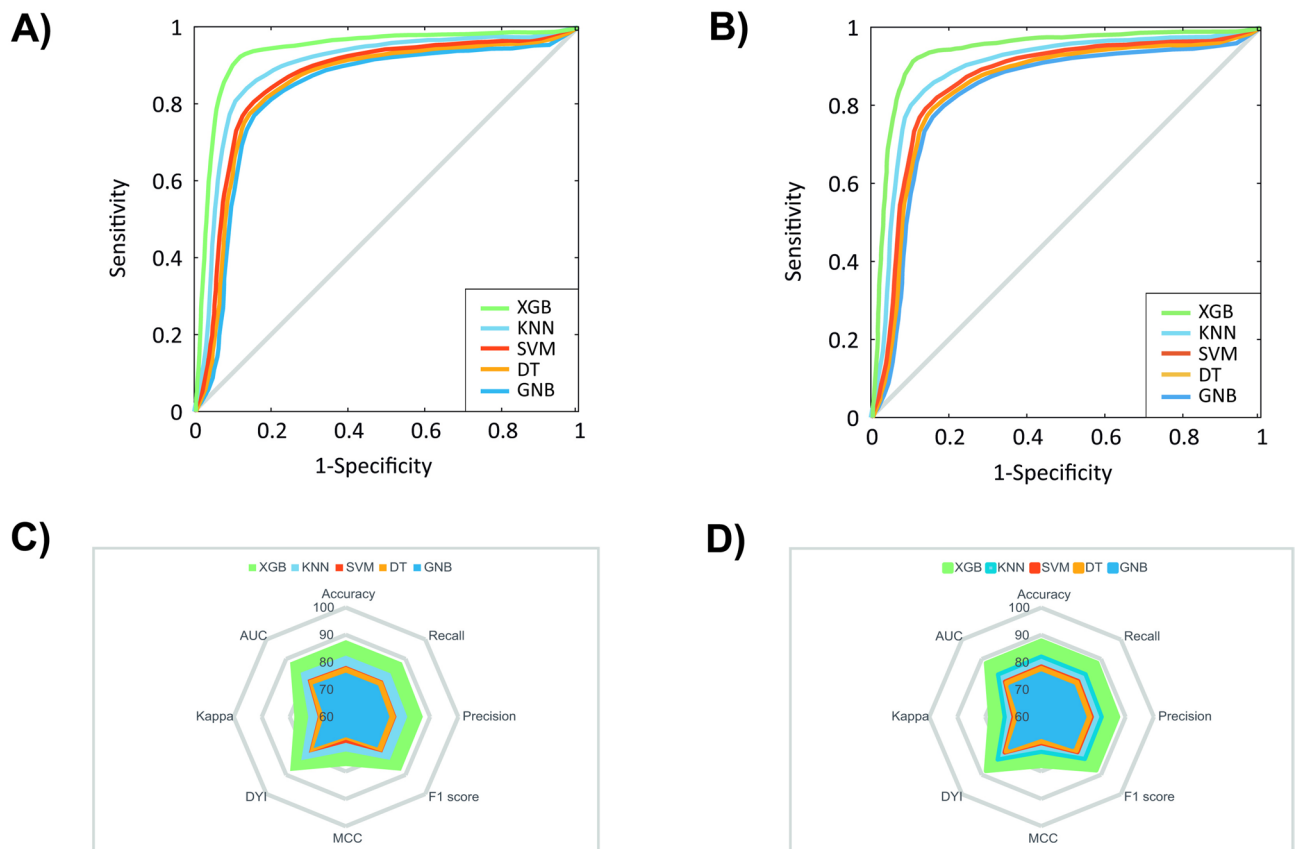 A)
1
0.8
0.6
0.4
0.2
0
Sensitivity
XGB
KNN
SVM
DT
GNB
0 0.2 0.4 0.6 0.8 1
1-Specificity
B)
1
0.8
0.6
0.4
0.2
0
Sensitivity
XGB
KNN
SVM
DT
GNB
0 0.2 0.4 0.6 0.8 1
1-Specificity
C)
XGB KNN SVM DT GNB
Accuracy
100
AUC
90
Recall
80
70
Kappa
60
Precision
DYI
F1 score
MCC
D)
XGB KNN SVM DT GNB
Accuracy
100
AUC
90
Recall
80
70
Kappa
60
Precision
DYI
F1 score
MCC